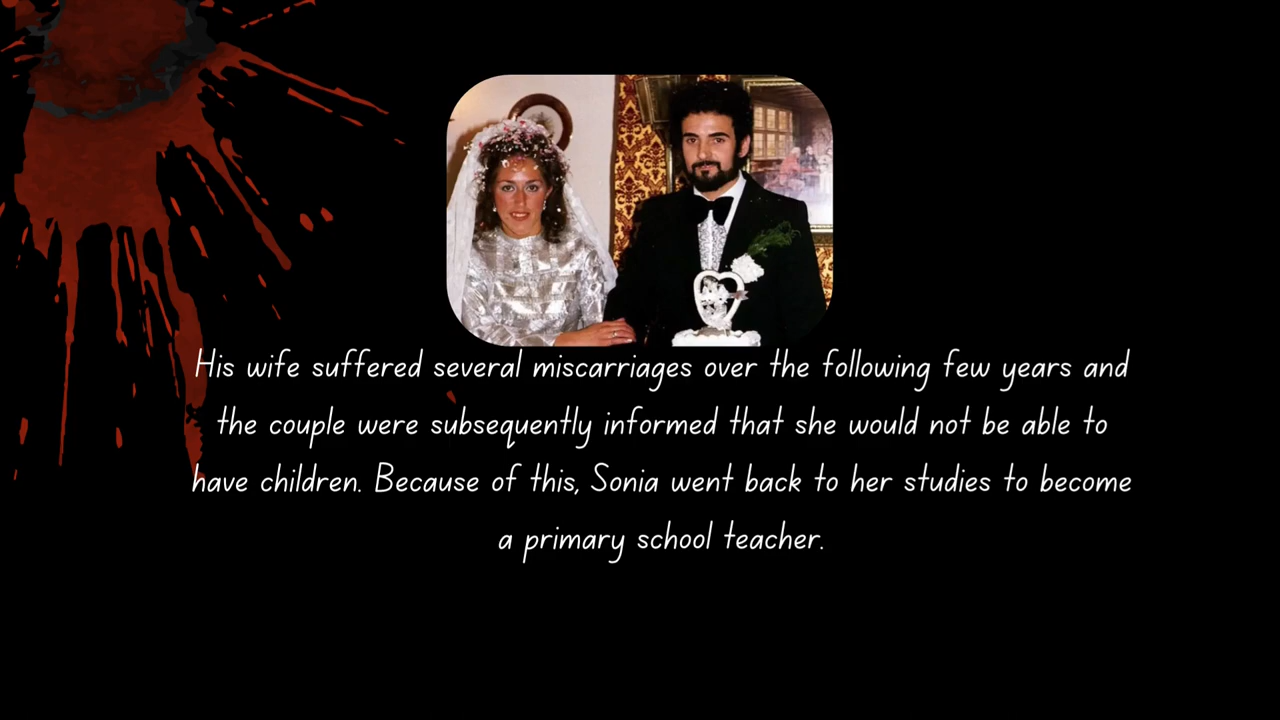 His wife suffered several miscarriages over the following few years and
the couple were subsequently informed that she would not be able to
have children. Because of this, Sonia went back to her studies to become
a primary school teacher.